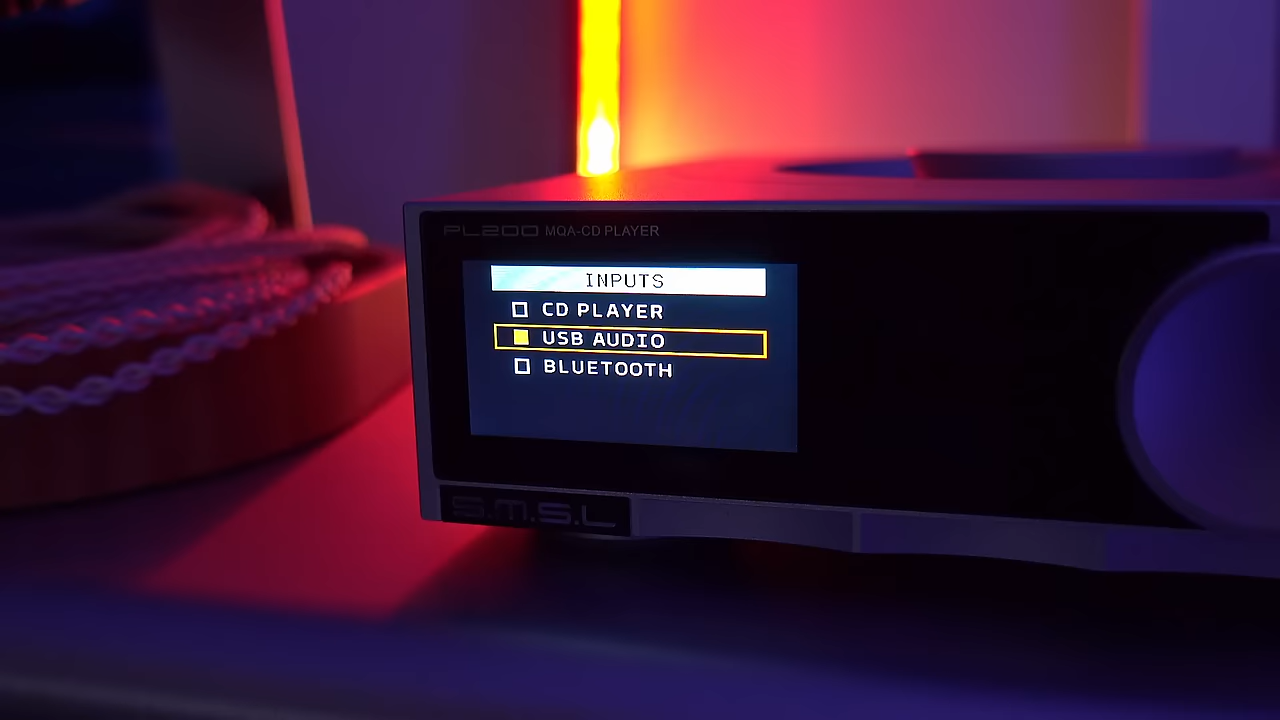 PL200 MQA-CD PLAYER
INPUTS
CD PLAYER
USB AUDIO
BLUETOOTH
S.M.S.L